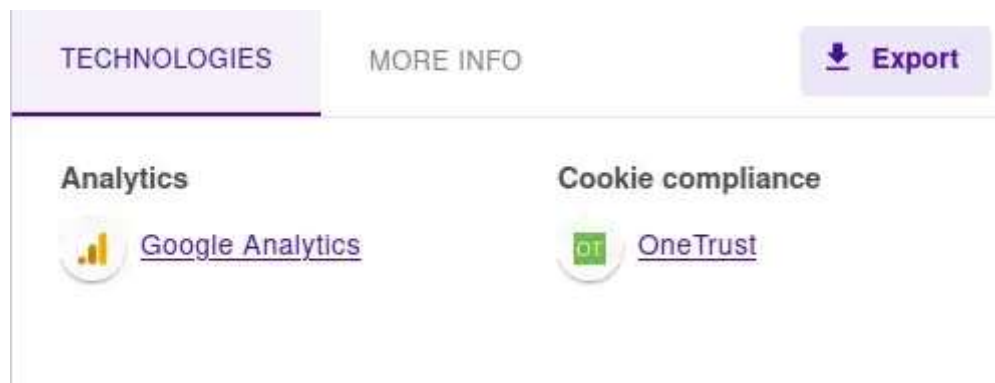 TECHNOLOGIES MORE INFO Export
Analytics
Google Analytics
Cookie compliance
OT OneTrust